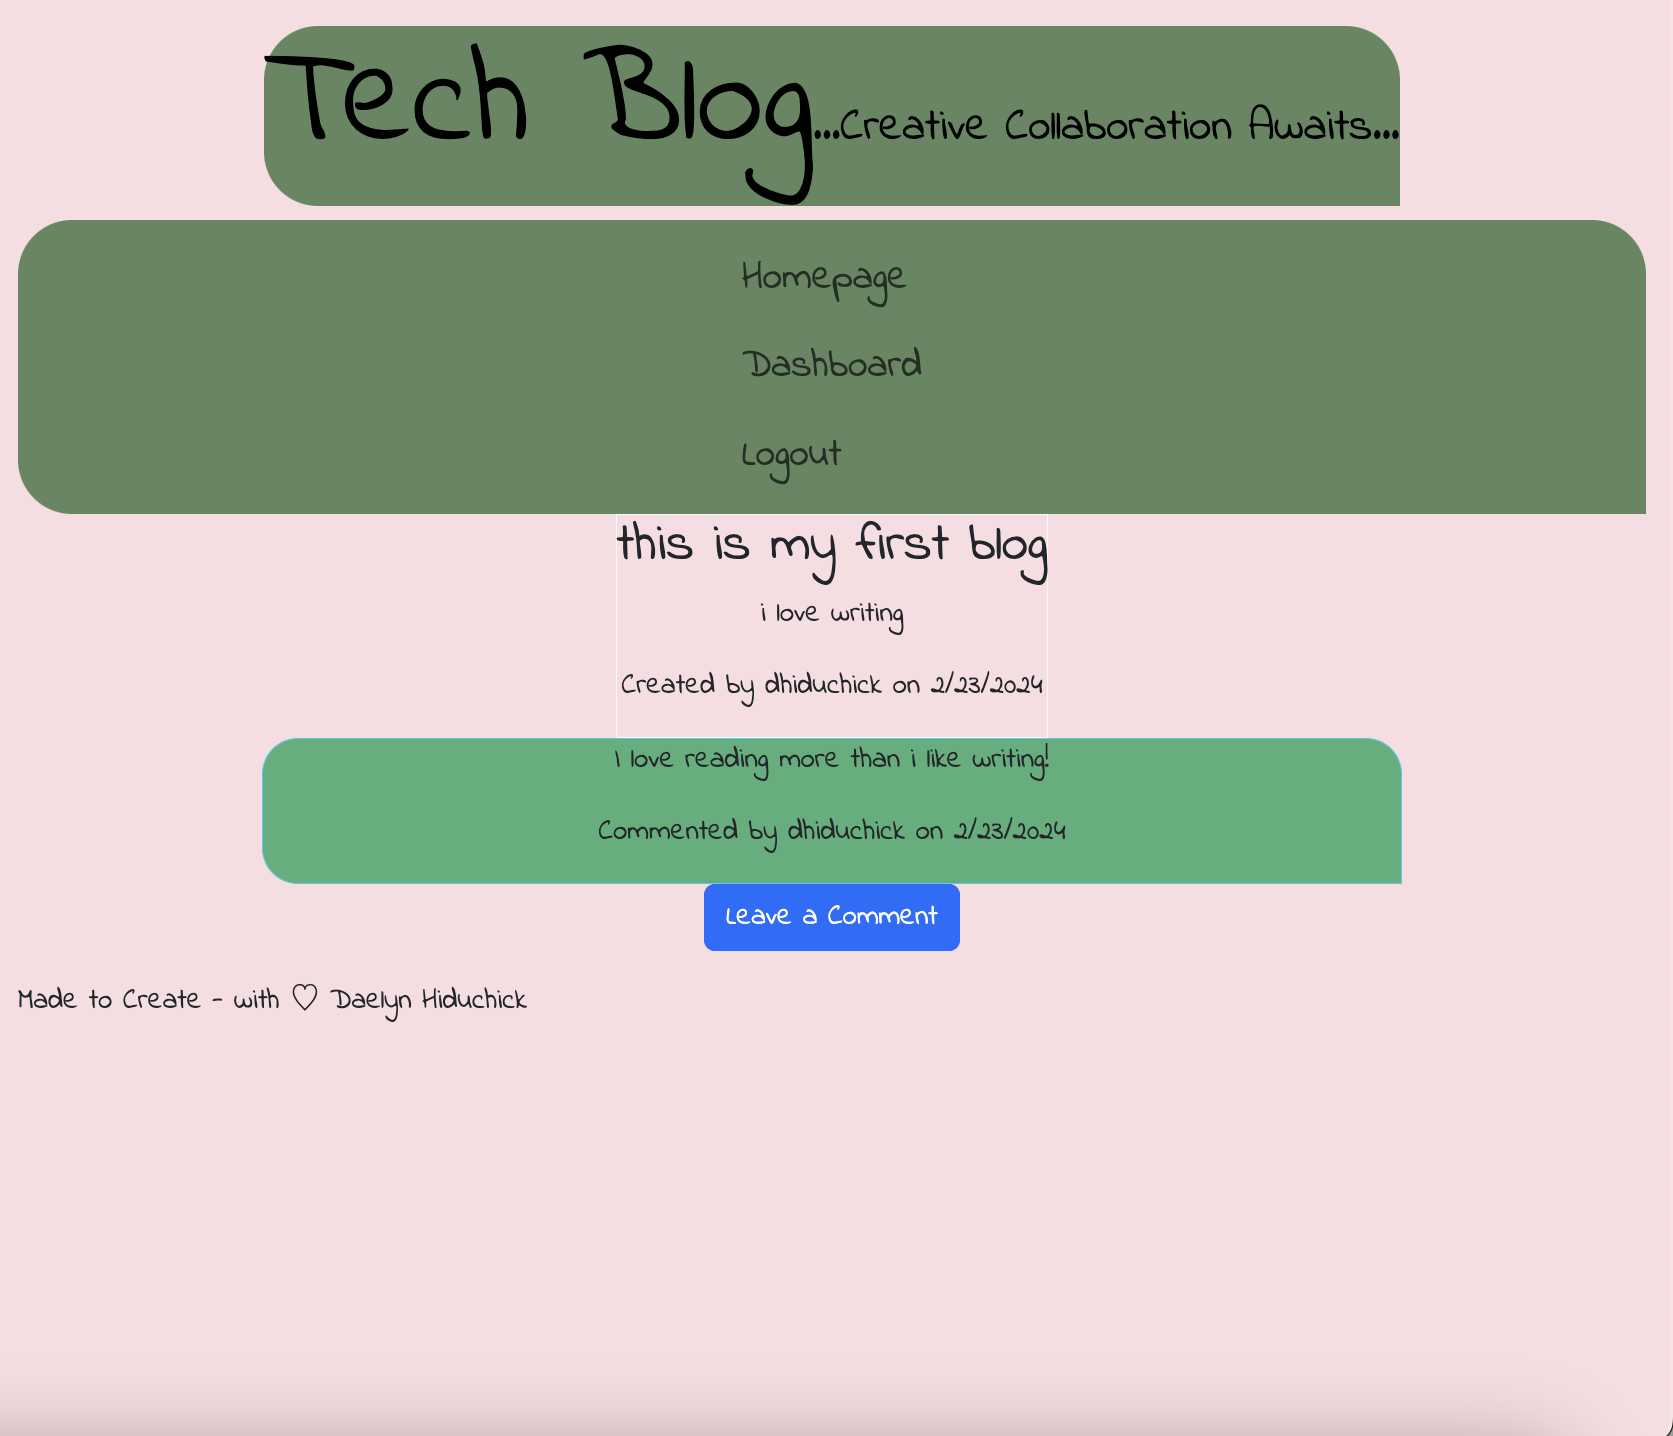 Tech Blog...Creative Collaboration Awaits...
Homepage
Dashboard
Logout
this is my first blog
i love writing
Created by dhiduchick on 2/23/2024
I love reading more than i like writing!
Commented by dhiduchick on 2/23/2024
Leave a Comment
Made to Create - with ♡ Daelyn Hiduchick